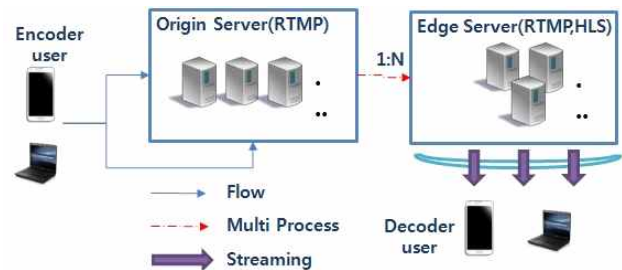 Encoder
user
Origin Server(RTMP)
1:N
Edge Server(RTMP,HLS)
Flow
Multi Process
Streaming
Decoder
user